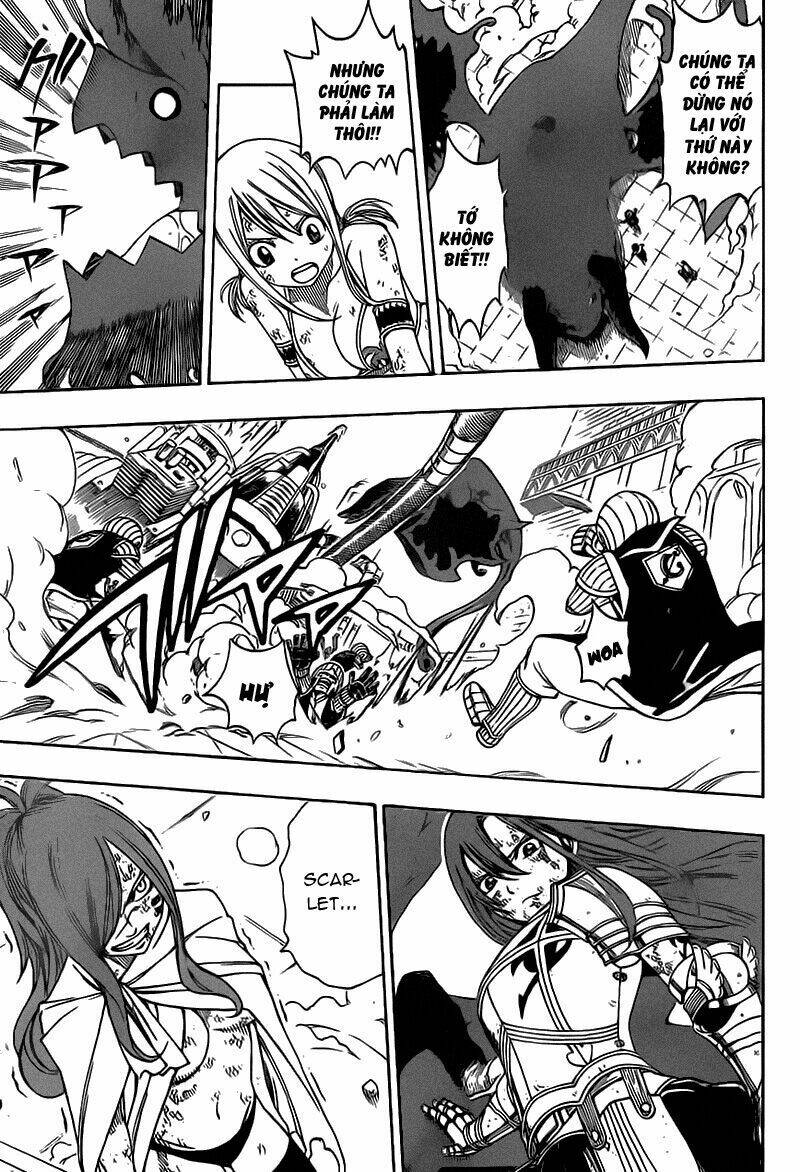 CHÚNG TA
CÓ THỂ
DỪNG NÓ
LẠI VỚI
THỨ NÀY
KHÔNG?
TỚ
KHÔNG
BIẾT!!
NHƯNG
CHÚNG TA
PHẢI LÀM
THÔI!!
WOA
HỰ
SCAR-
LET...